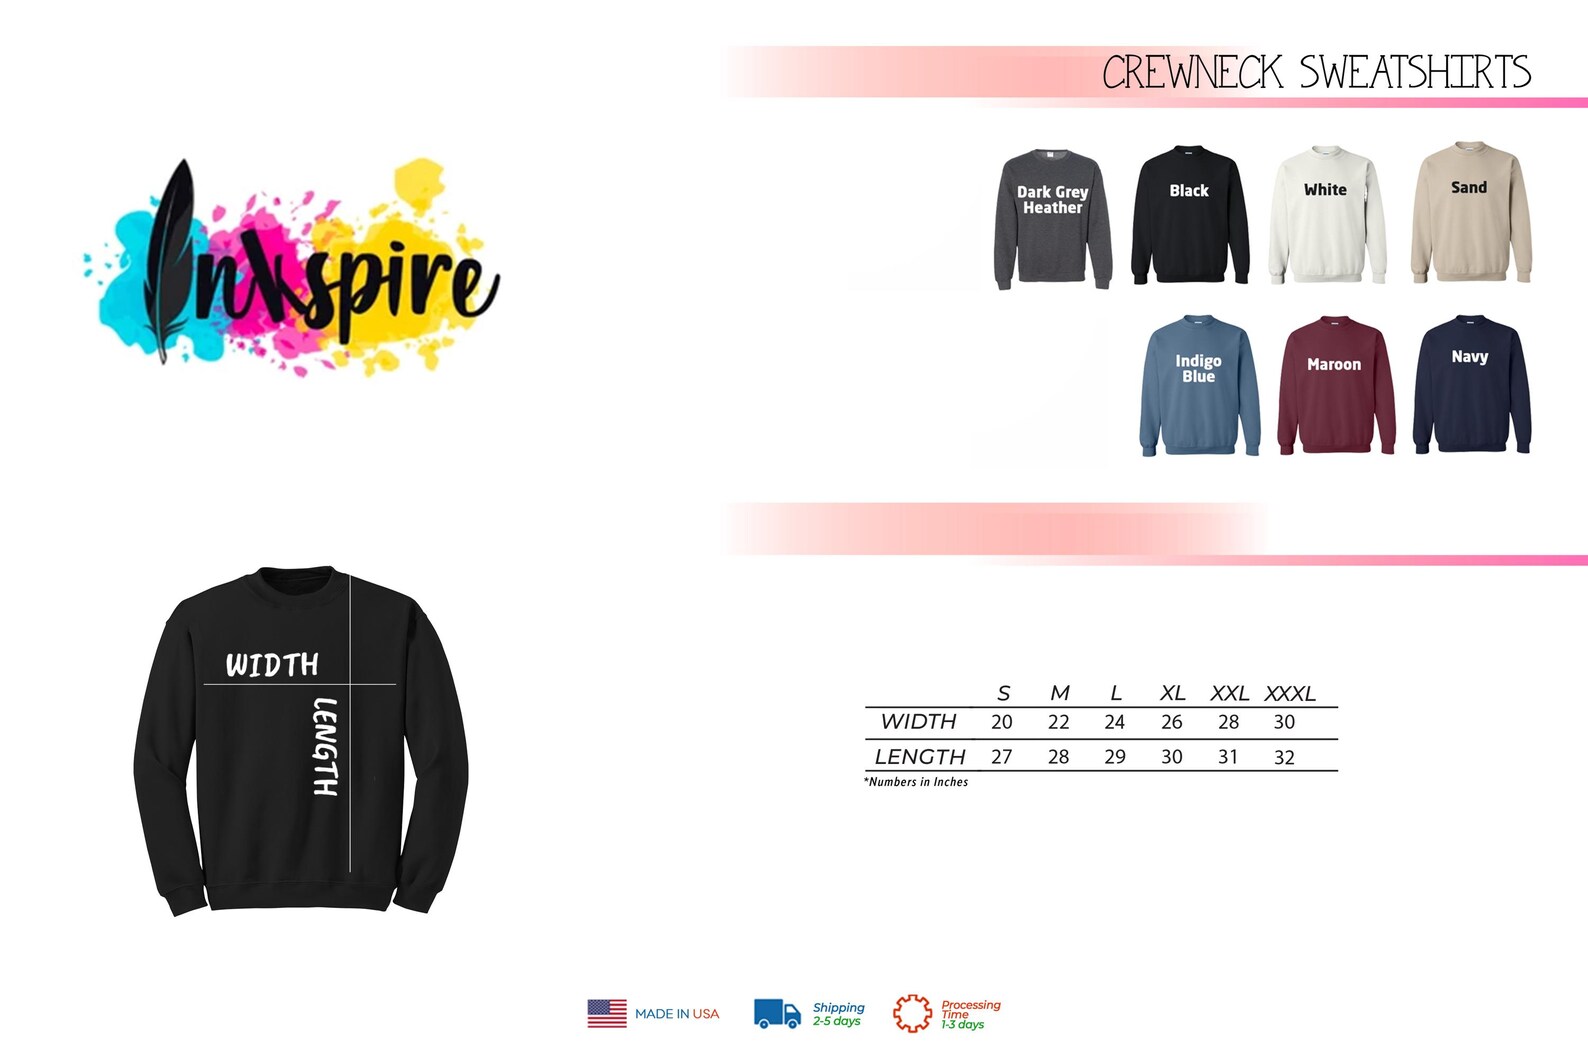 CREWNECK SWEATSHIRTS
Inkspire
Dark Grey
Heather
Black
White
Sand
Indigo
Blue
Maroon
Navy
WIDTH
LENGTH
S M L XL XXL XXXL
WIDTH 20 22 24 26 28 30
LENGTH 27 28 29 30 31 32
*Numbers in Inches
MADE IN USA
Shipping
2-5 days
Processing
Time
1-3 days